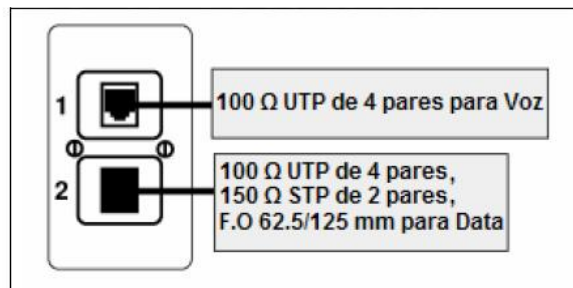 1
100 Ω UTP de 4 pares para Voz
2
100 Ω UTP de 4 pares,
150 Ω STP de 2 pares,
F.O 62.5/125 mm para Data